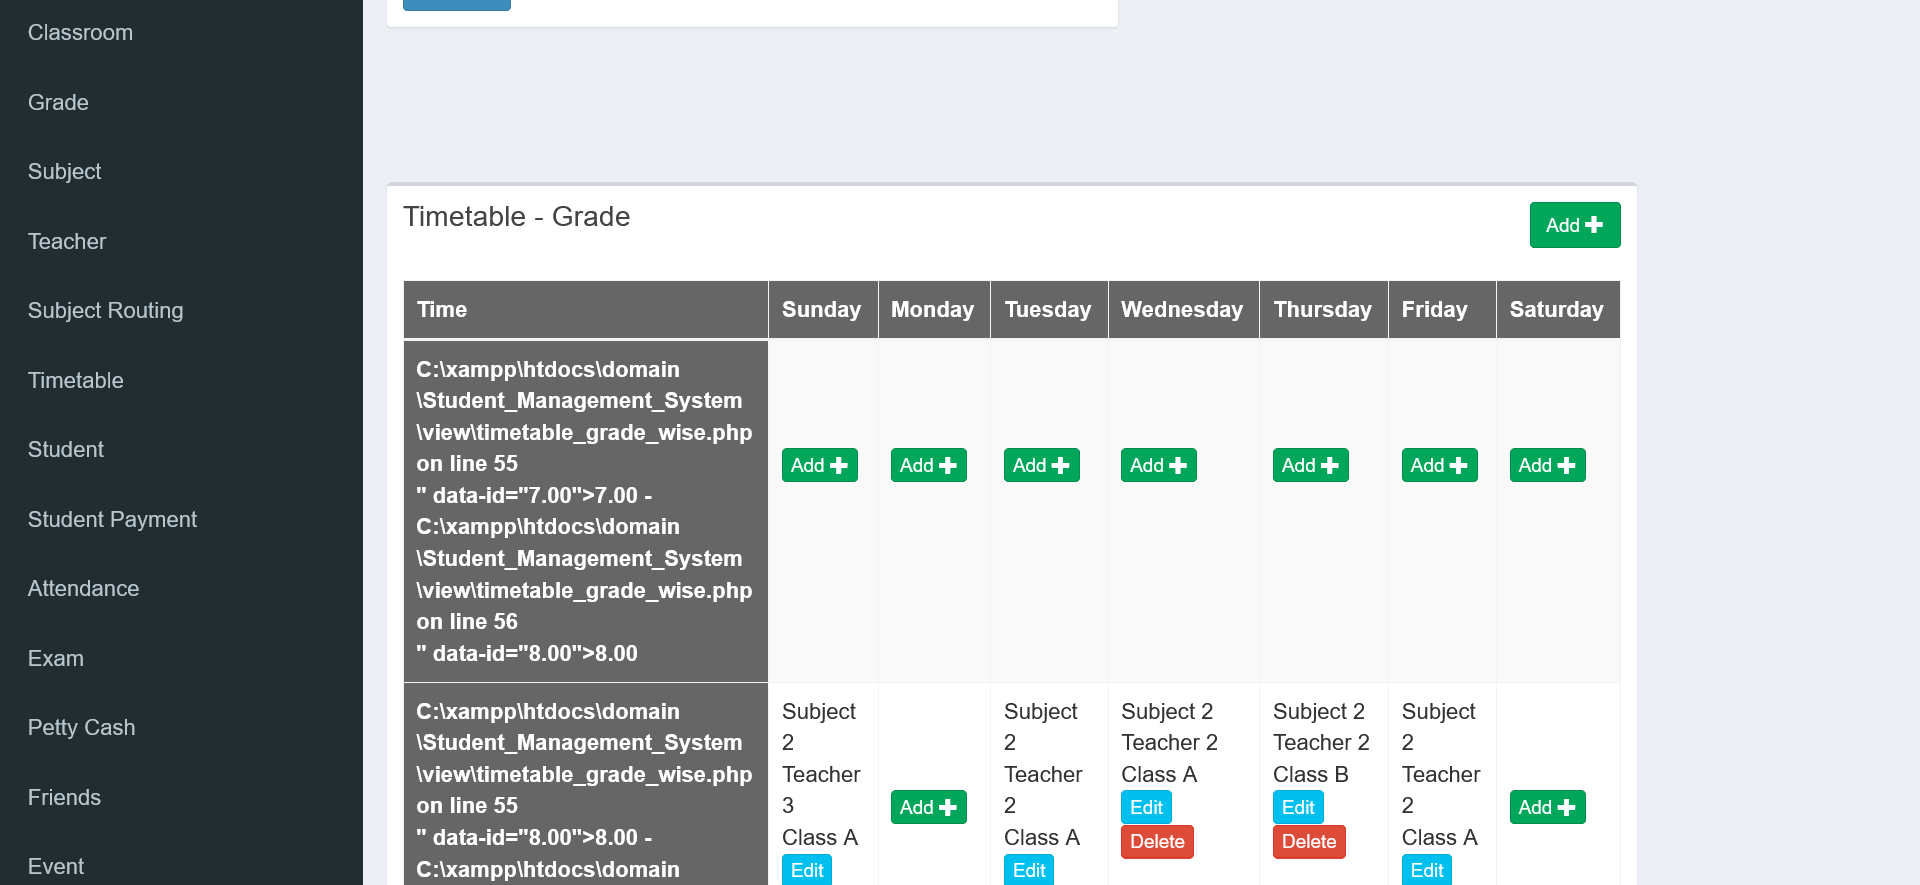 Classroom
Grade
Subject
Teacher
Subject Routing
Timetable
Student
Student Payment
Attendance
Exam
Petty Cash
Friends
Event
Timetable - Grade
Add
Time Sunday Monday Tuesday Wednesday Thursday Friday Saturday
C:\xampp\htdocs\domain
\Student_Management_System
\view\timetable_grade_wise.php
on line 55
" data-id="7.00">7.00 -
C:\xampp\htdocs\domain
\Student_Management_System
\view\timetable_grade_wise.php
on line 56
" data-id="8.00">8.00
Add Add Add Add Add Add Add
C:\xampp\htdocs\domain
\Student_Management_System
\view\timetable_grade_wise.php
on line 55
" data-id="8.00">8.00 -
C:\xampp\htdocs\domain
Subject
2
Teacher
3
Class A
Edit
Add
Subject
2
Teacher
2
Class A
Edit
Subject 2
Teacher 2
Class A
Edit
Delete
Subject 2
Teacher 2
Class B
Edit
Delete
Subject
2
Teacher
2
Class A
Edit
Add